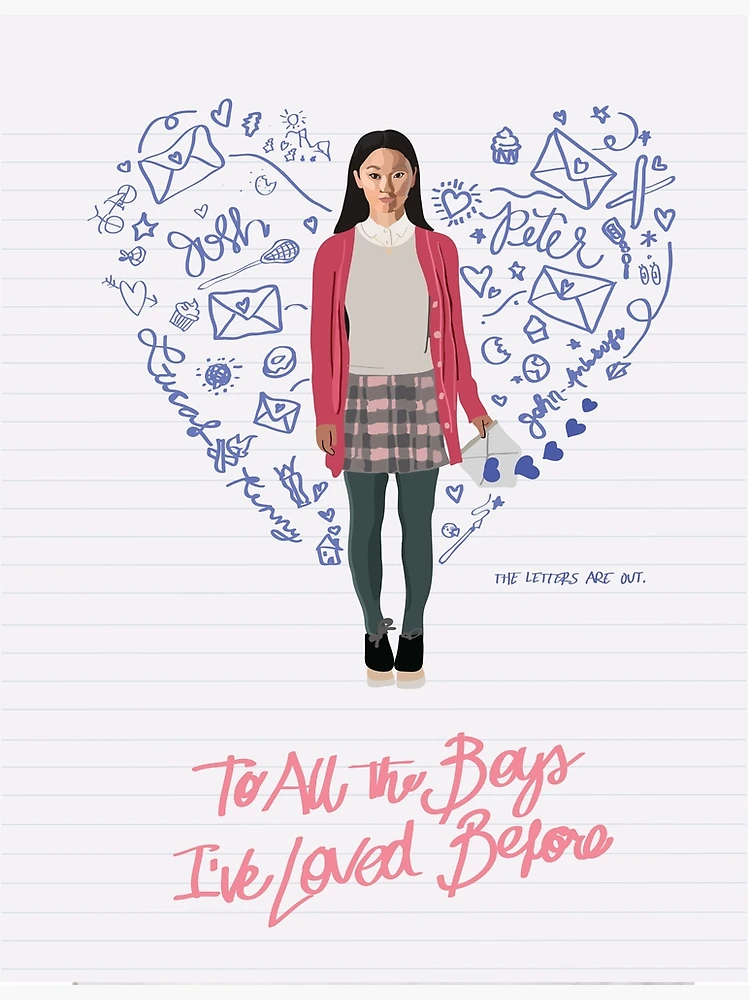 Josh
Peter
Lucas
John-Ambrose
Kenny
THE LETTERS ARE OUT.
To All the Boys
I've Loved Before